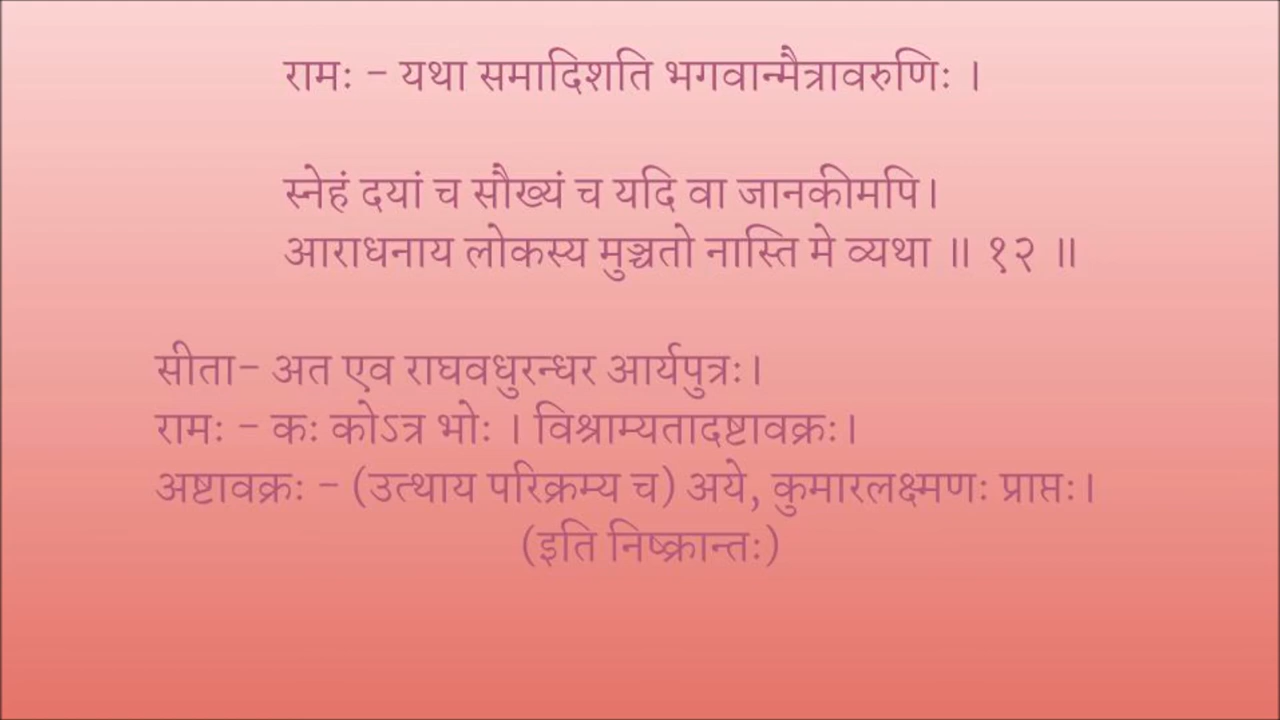 रामः - यथा समादिशति भगवान्मैत्रावरुणिः ।
स्नेहं दयां च सौख्यं च यदि वा जानकीमपि।
आराधनाय लोकस्य मुञ्चतो नास्ति मे व्यथा ॥ १२ ॥
सीता- अत एव राघवधुरन्धर आर्यपुत्रः।
रामः - कः कोऽत्र भोः । विश्राम्यतादष्टावक्रः।
अष्टावक्रः - (उत्थाय परिक्रम्य च) अये, कुमारलक्ष्मणः प्राप्तः।
(इति निष्क्रान्तः)